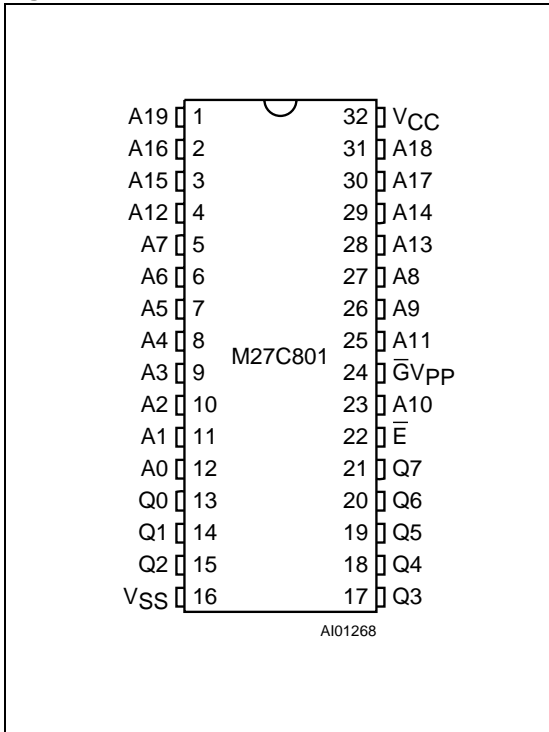 A19 1 32 VCC
A16 2 31 A18
A15 3 30 A17
A12 4 29 A14
A7 5 28 A13
A6 6 27 A8
A5 7 26 A9
A4 8 25 A11
M27C801
A3 9 24 G̅VPP
A2 10 23 A10
A1 11 22 E̅
A0 12 21 Q7
Q0 13 20 Q6
Q1 14 19 Q5
Q2 15 18 Q4
VSS 16 17 Q3
AI01268